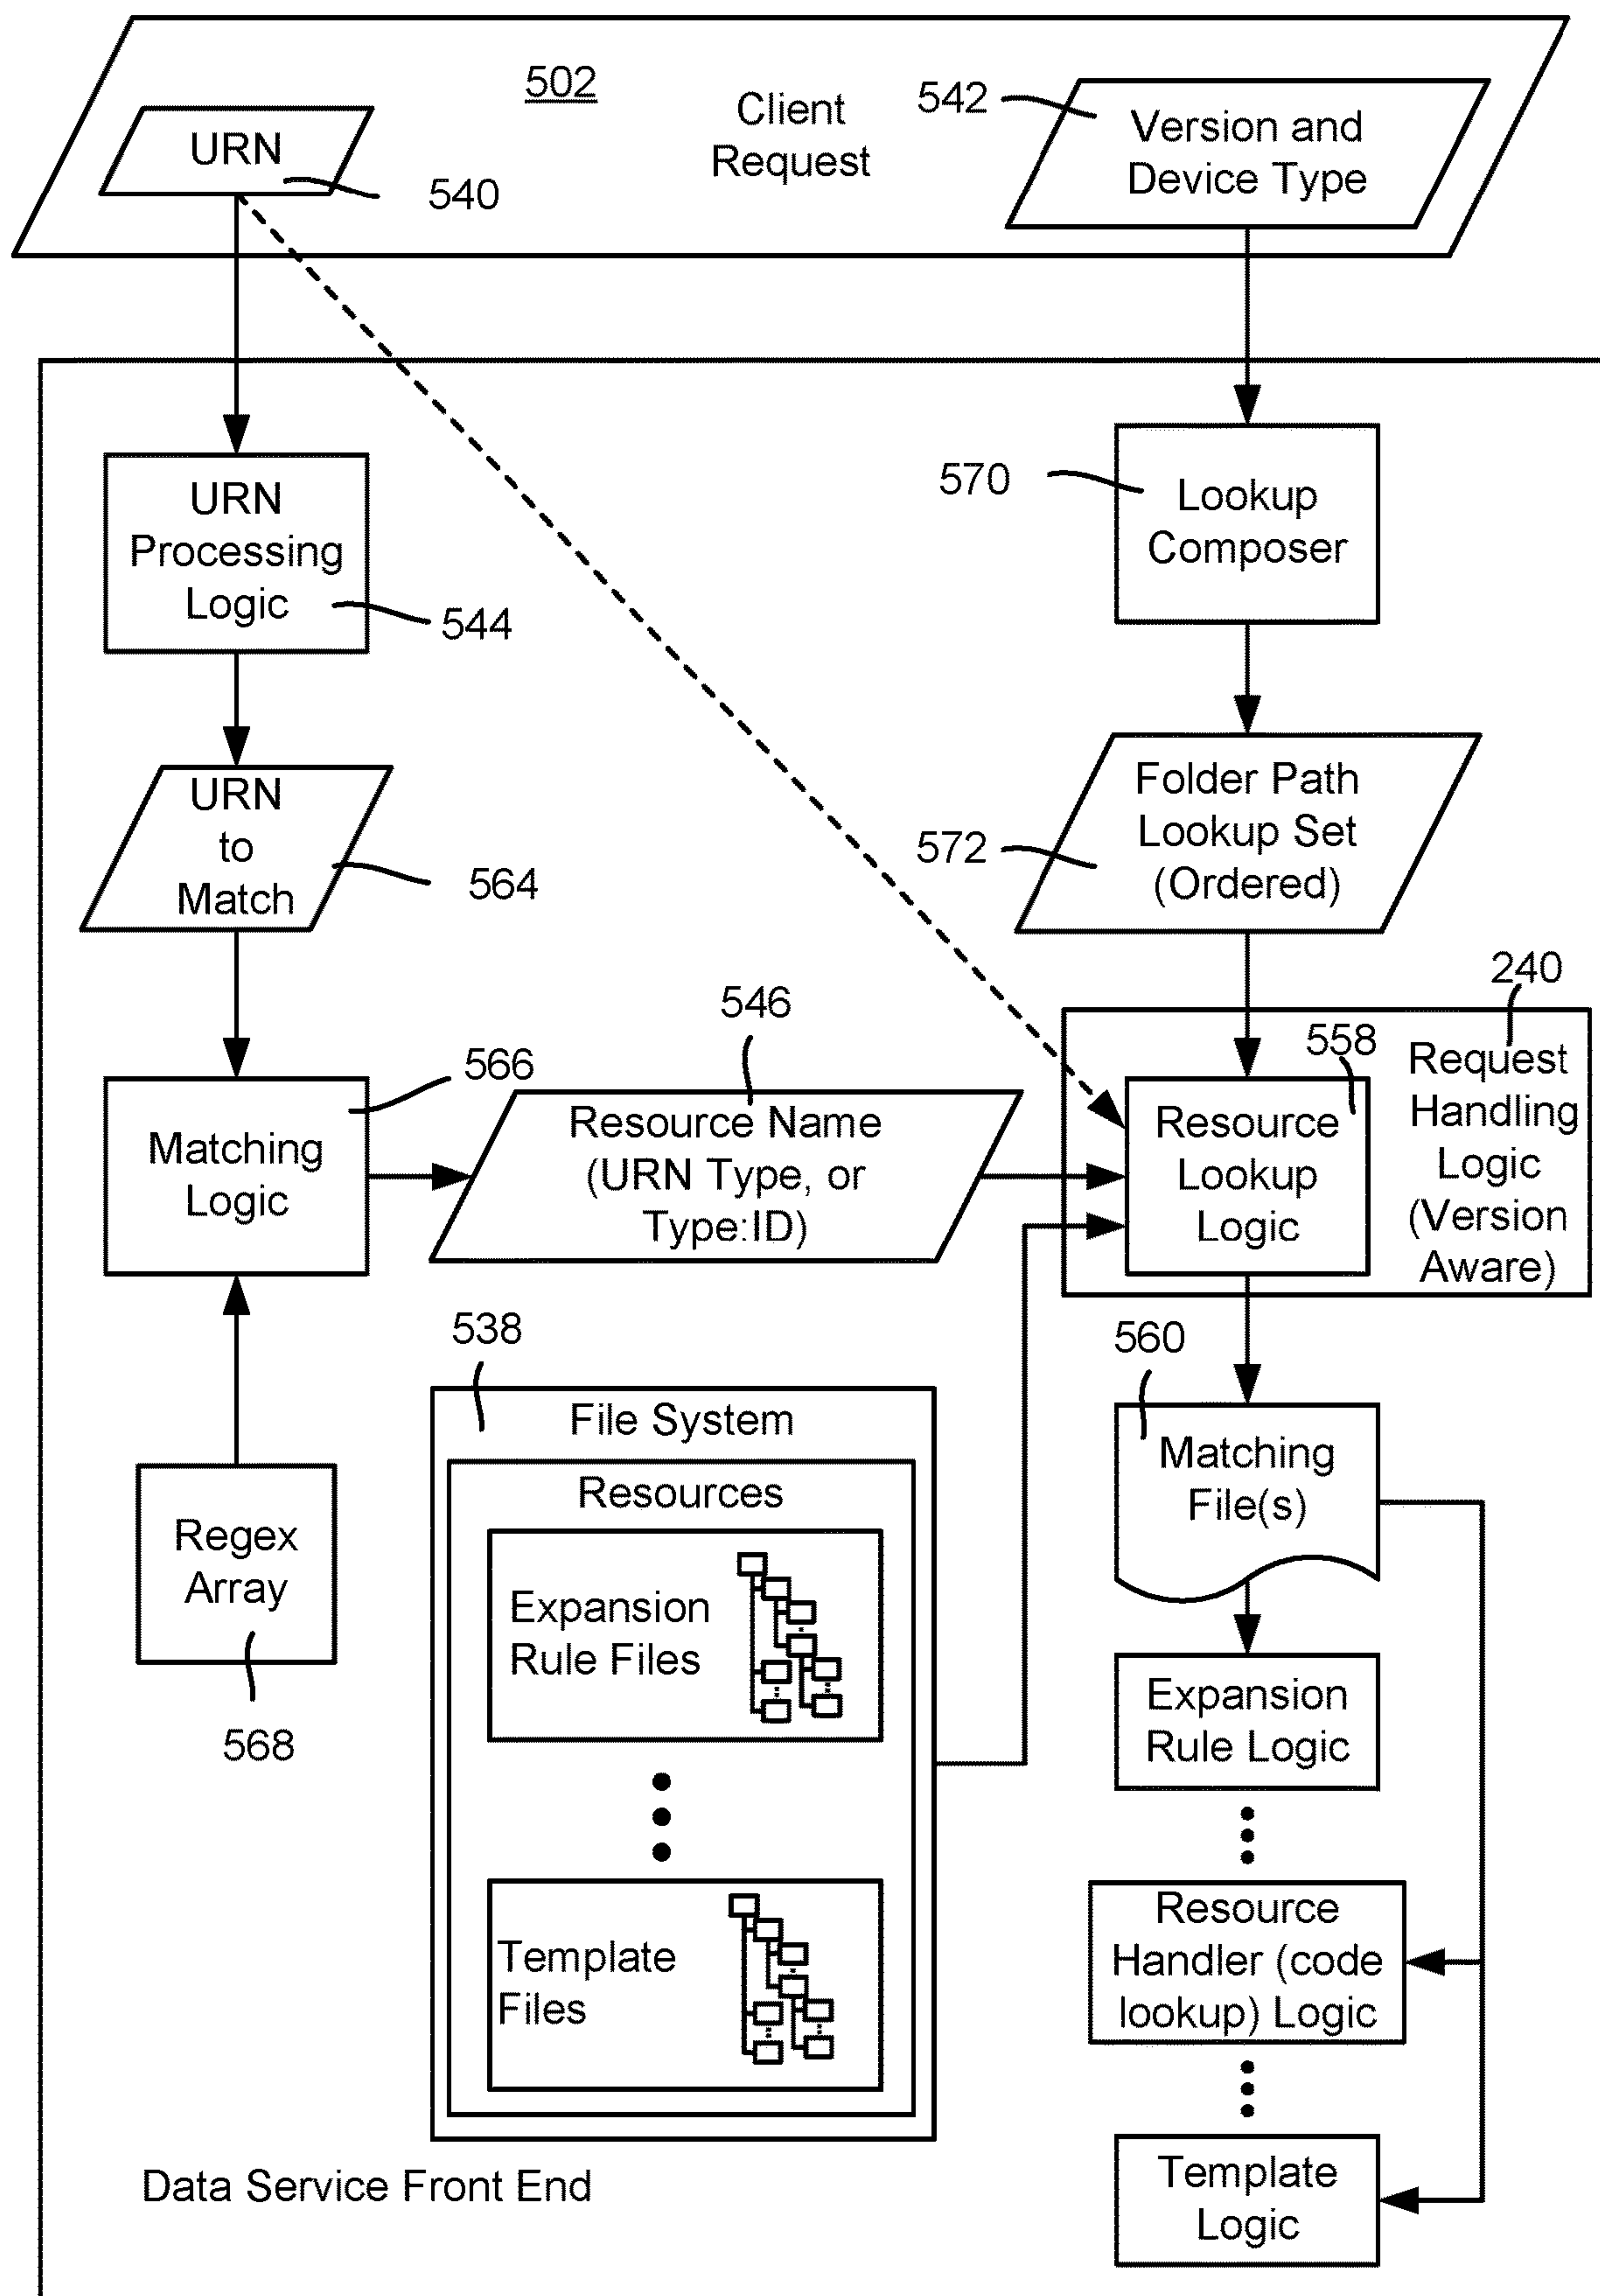 502
Client
Request
URN
540
542
Version and
Device Type
URN
Processing
Logic
544
570
Lookup
Composer
URN
to
Match
564
Folder Path
Lookup Set
(Ordered)
572
240
Request
Handling
Logic
(Version
Aware)
558
Resource
Lookup
Logic
546
Resource Name
(URN Type, or
Type:ID)
566
Matching
Logic
538
File System
Resources
Expansion
Rule Files
Template
Files
Regex
Array
568
560
Matching
File(s)
Expansion
Rule Logic
Resource
Handler (code
lookup) Logic
Template
Logic
Data Service Front End